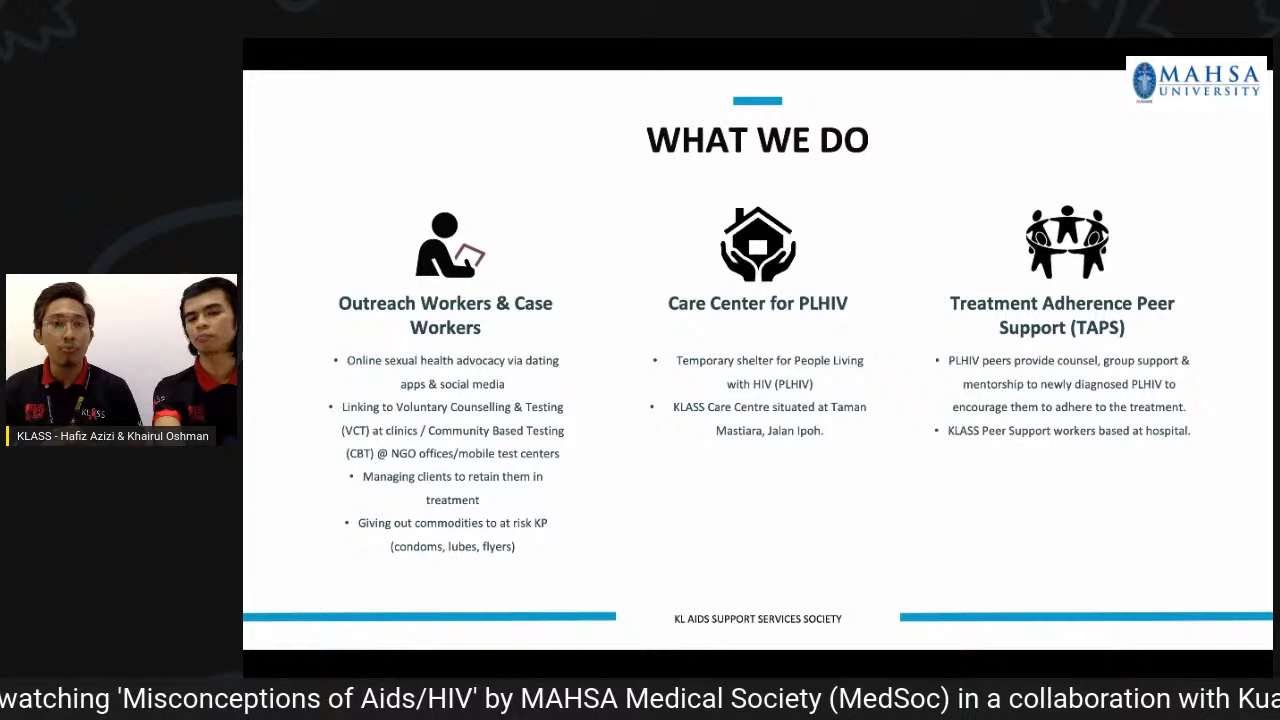 MAHSA
UNIVERSITY
WHAT WE DO
Outreach Workers & Case
Workers
• Online sexual health advocacy via dating
apps & social media
• Linking to Voluntary Counselling & Testing
(VCT) at clinics / Community Based Testing
(CBT) @ NGO offices/mobile test centers
• Managing clients to retain them in
treatment
• Giving out commodities to at risk KP
(condoms, lubes, flyers)
Care Center for PLHIV
• Temporary shelter for People Living
with HIV (PLHIV)
• KLASS Care Centre situated at Taman
Mastiara, Jalan Ipoh.
Treatment Adherence Peer
Support (TAPS)
• PLHIV peers provide counsel, group support &
mentorship to newly diagnosed PLHIV to
encourage them to adhere to the treatment.
• KLASS Peer Support workers based at hospital.
KLASS - Hafiz Azizi & Khairul Oshman
KL AIDS SUPPORT SERVICES SOCIETY
watching 'Misconceptions of Aids/HIV' by MAHSA Medical Society (MedSoc) in a collaboration with Kua